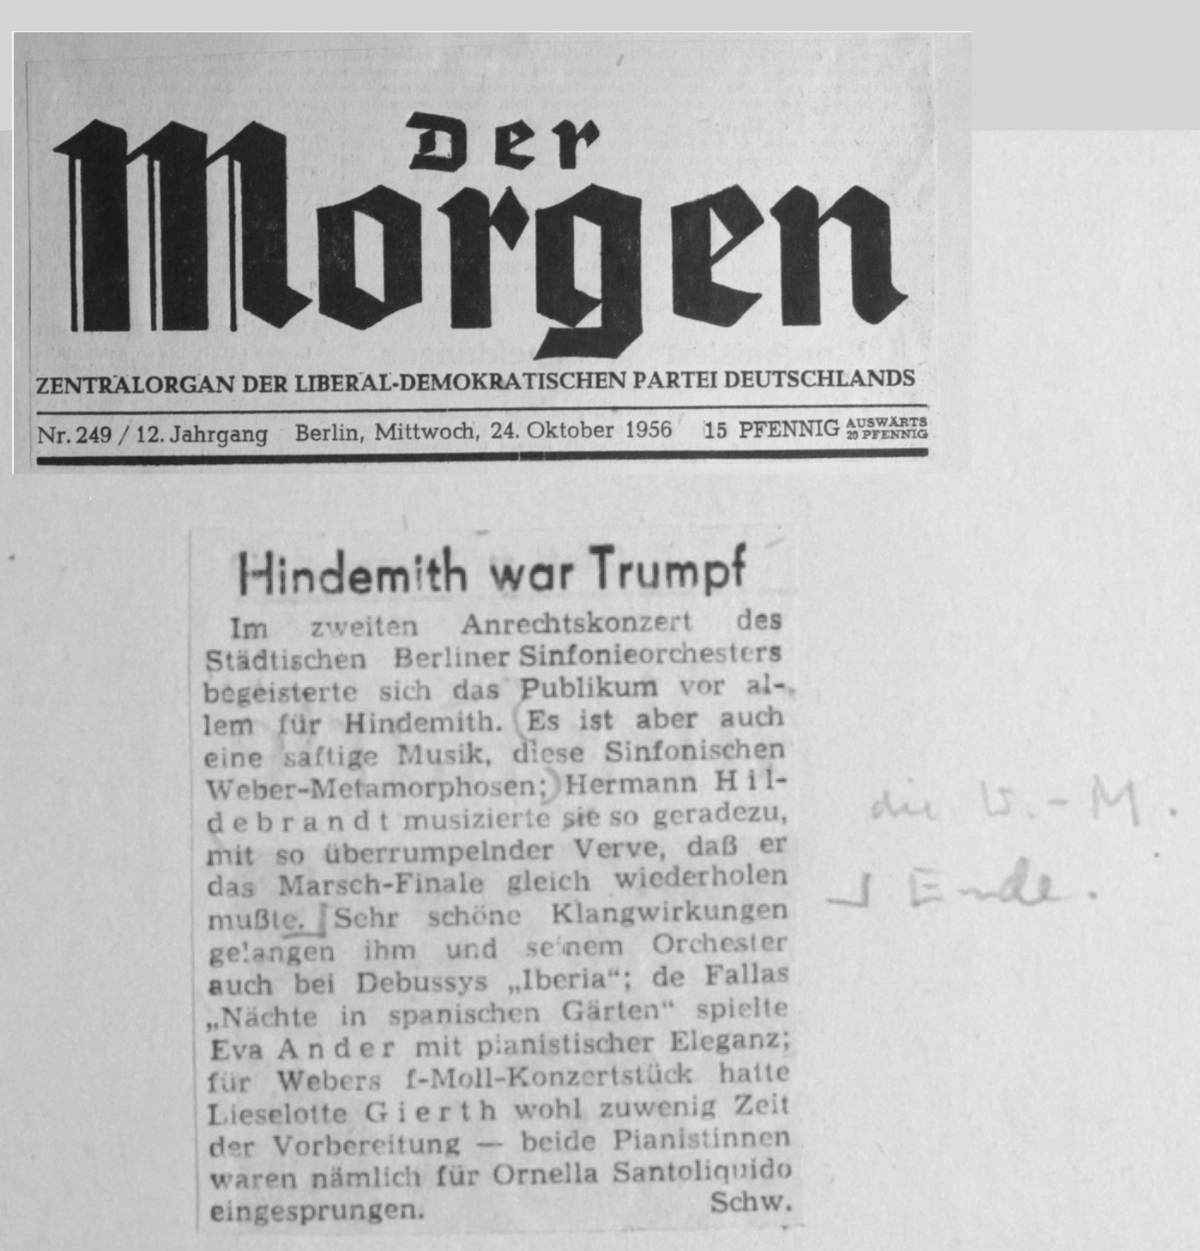 Der
Morgen
ZENTRALORGAN DER LIBERAL-DEMOKRATISCHEN PARTEI DEUTSCHLANDS
Nr. 249 / 12. Jahrgang Berlin, Mittwoch, 24. Oktober 1956 15 PFENNIG AUSWÄRTS 20 PFENNIG
Hindemith war Trumpf
Im zweiten Anrechtskonzert des
Städtischen Berliner Sinfonieorchesters
begeisterte sich das Publikum vor al-
lem für Hindemith. (Es ist aber auch
eine saftige Musik, diese Sinfonischen
Weber-Metamorphosen;) Hermann Hil-
debrandt musizierte sie so geradezu,
mit so überrumpelnder Verve, daß er
das Marsch-Finale gleich wiederholen
mußte. Sehr schöne Klangwirkungen
gelangen ihm und seinem Orchester
auch bei Debussys „Iberia“; de Fallas
„Nächte in spanischen Gärten“ spielte
Eva Ander mit pianistischer Eleganz;
für Webers f-Moll-Konzertstück hatte
Lieselotte Gierth wohl zuwenig Zeit
der Vorbereitung — beide Pianistinnen
waren nämlich für Ornella Santoliquido
eingesprungen. Schw.
die W.-M.
Ende.